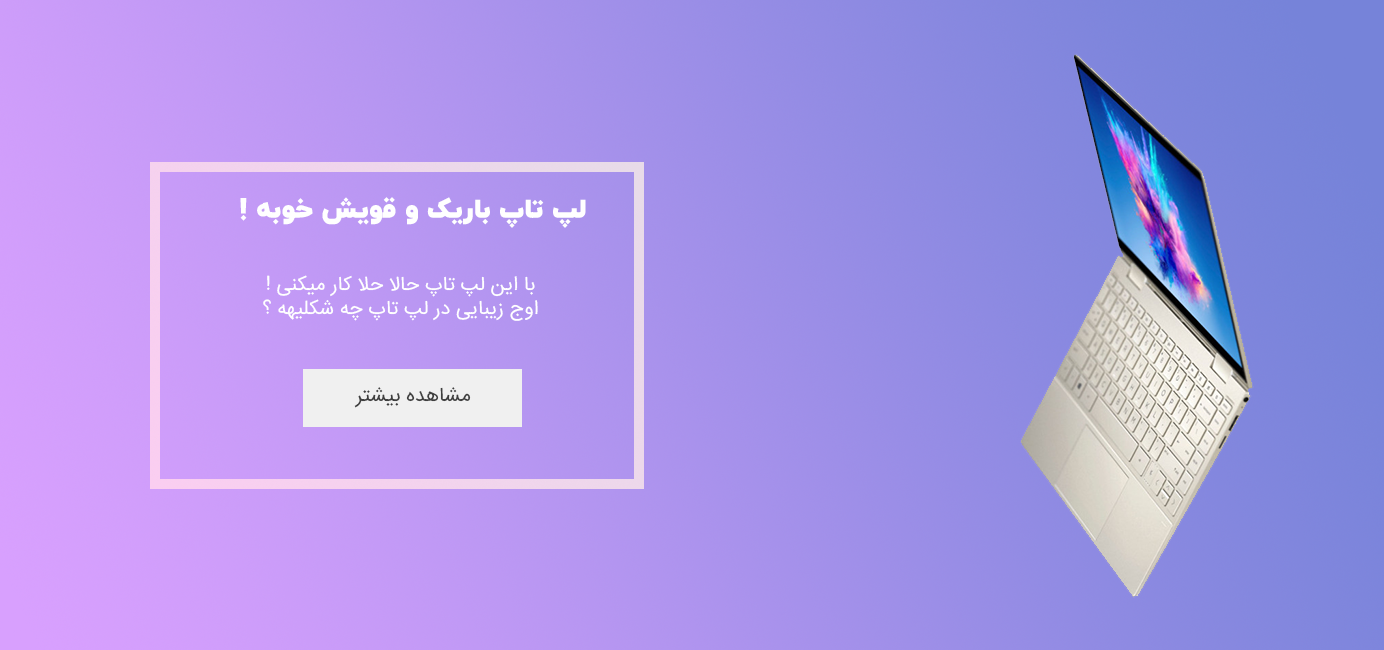 لپ تاپ باریک و قویش خوبه !
با این لپ تاپ حالا حلا کار میکنی !
اوج زیبایی در لپ تاپ چه شکلیهه ؟
مشاهده بیشتر